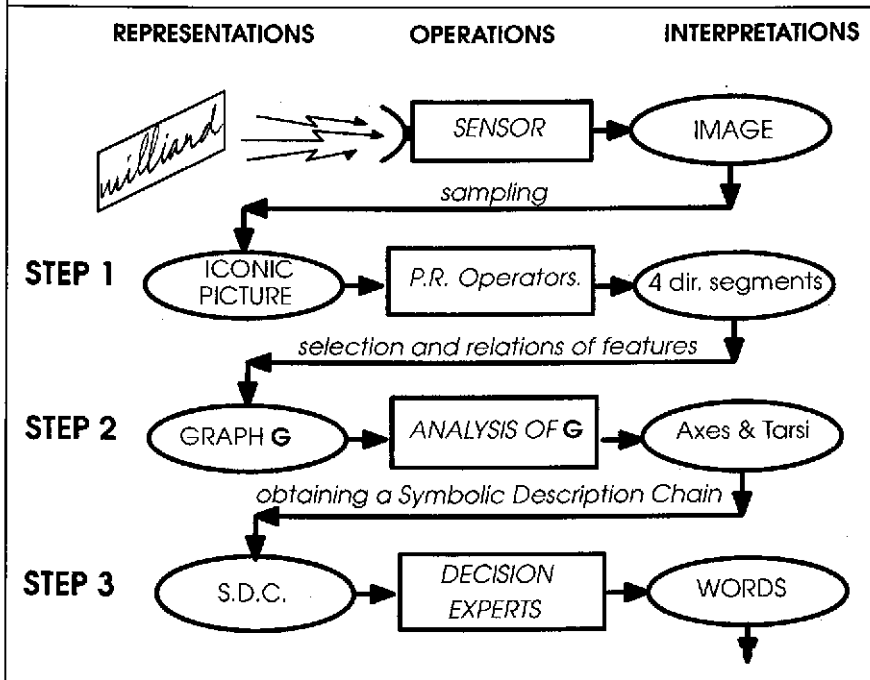 REPRESENTATIONS OPERATIONS INTERPRETATIONS
milliard SENSOR IMAGE
sampling
STEP 1 ICONIC PICTURE P.R. Operators. 4 dir. segments
selection and relations of features
STEP 2 GRAPH G ANALYSIS OF G Axes & Tarsi
obtaining a Symbolic Description Chain
STEP 3 S.D.C. DECISION EXPERTS WORDS